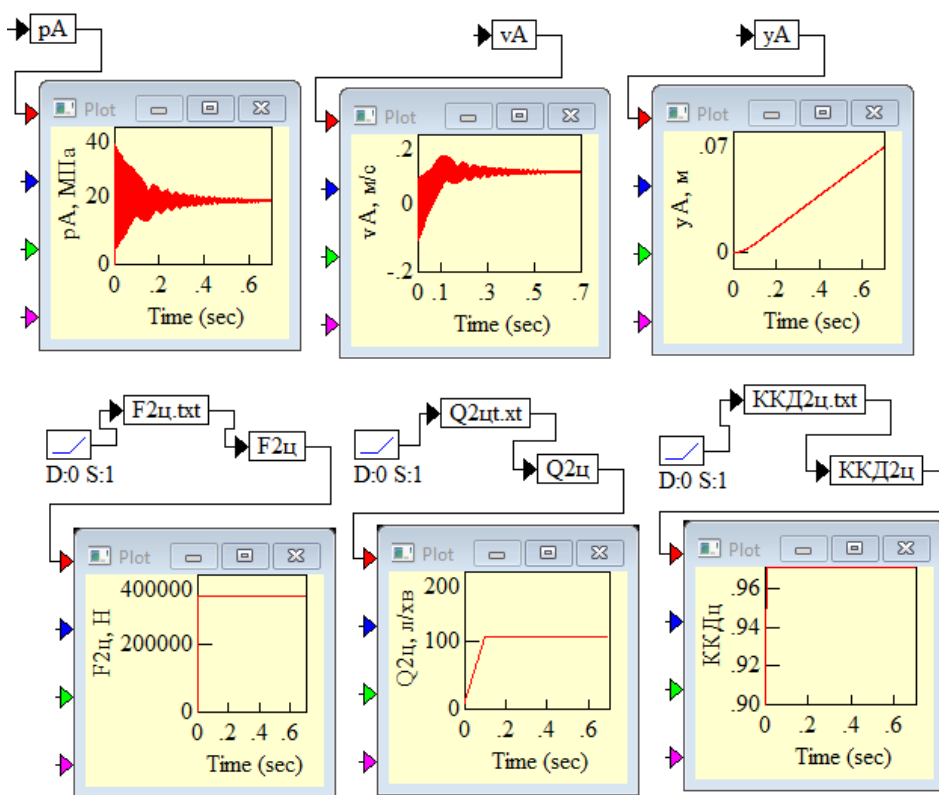 pA
vA
yA
Plot
40
20
0
pA, МПа
0 .2 .4 .6
Time (sec)
Plot
.2
0
-.2
vA, м/с
0 .1 .3 .5 .7
Time (sec)
Plot
.07
0
yA, м
0 .2 .4 .6
Time (sec)
F2ц.txt
F2ц
D:0 S:1
Q2цt.xt
Q2ц
D:0 S:1
ККД2ц.txt
ККД2ц
D:0 S:1
Plot
400000
200000
0
F2ц, Н
0 .2 .4 .6
Time (sec)
Plot
200
100
0
Q2ц, л/хв
0 .2 .4 .6
Time (sec)
Plot
.96
.94
.92
.90
ККДц
0 .2 .4 .6
Time (sec)